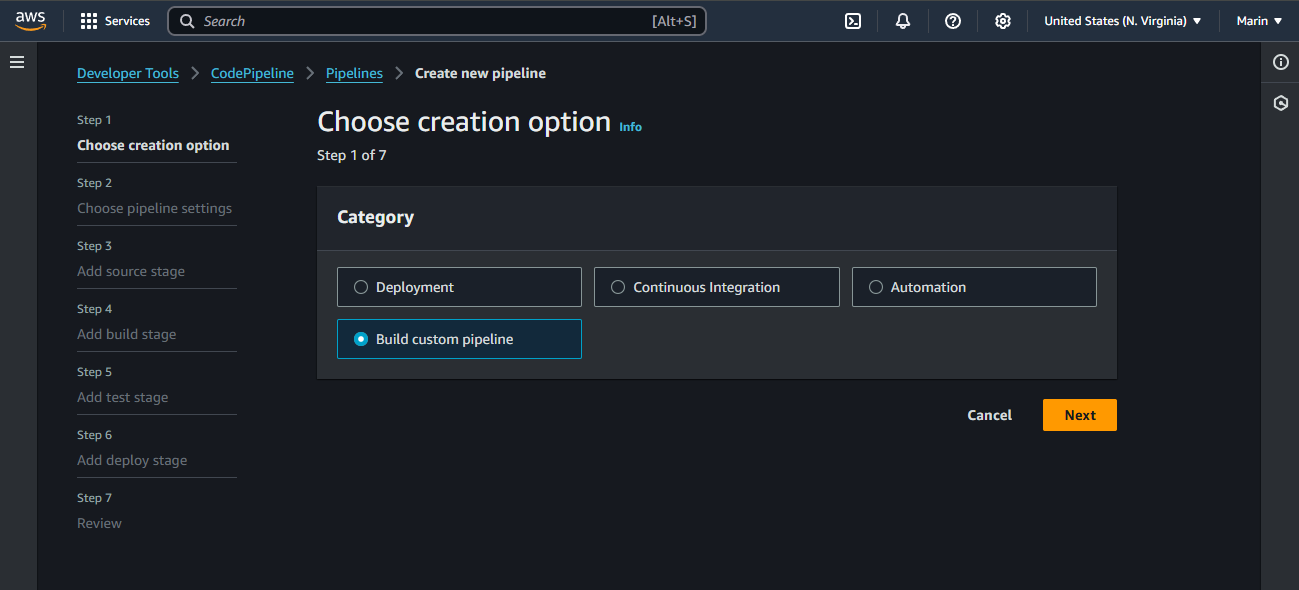 aws Services Search [Alt+S] United States (N. Virginia) Marin
Developer Tools CodePipeline Pipelines Create new pipeline
Step 1
Choose creation option
Step 2
Choose pipeline settings
Step 3
Add source stage
Step 4
Add build stage
Step 5
Add test stage
Step 6
Add deploy stage
Step 7
Review
Choose creation option Info
Step 1 of 7
Category
Deployment Continuous Integration Automation
Build custom pipeline
Cancel Next